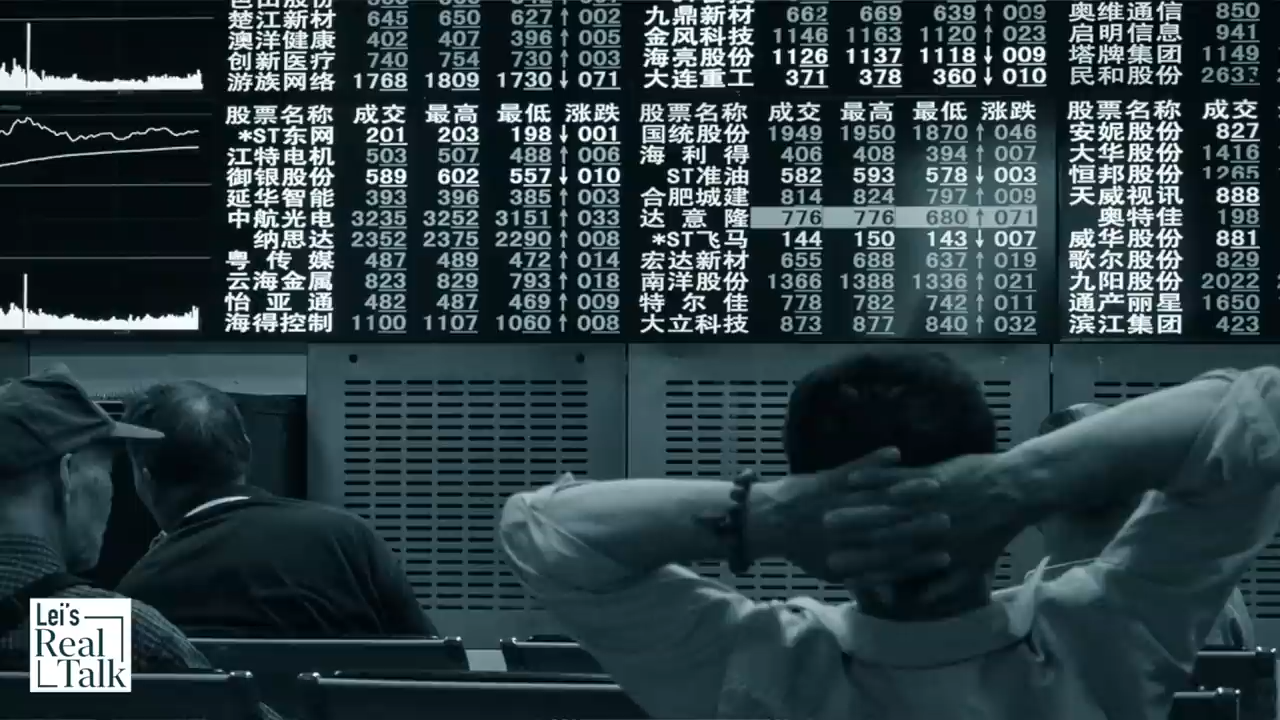 楚江新材 645 650 627 ↑ 002
澳洋健康 402 407 396 ↑ 005
创新医疗 740 754 730 ↑ 003
游族网络 1768 1809 1730 ↓ 071
股票名称 成交 最高 最低 涨跌
*ST东网 201 203 198 ↓ 001
江特电机 503 507 488 ↑ 006
御银股份 589 602 557 ↓ 010
延华智能 393 396 385 ↑ 003
中航光电 3235 3252 3151 ↑ 033
纳思达 2352 2375 2290 ↑ 008
粤传媒 487 489 472 ↑ 014
云海金属 823 829 793 ↑ 018
怡亚通 482 487 469 ↑ 009
海得控制 1100 1107 1060 ↑ 008
九鼎新材 662 669 639 ↑ 009
金风科技 1146 1163 1120 ↑ 023
海亮股份 1126 1137 1118 ↓ 009
大连重工 371 378 360 ↓ 010
股票名称 成交 最高 最低 涨跌
国统股份 1949 1950 1870 ↑ 046
海利得 406 408 394 ↑ 007
ST准油 582 593 578 ↓ 003
合肥城建 814 824 797 ↑ 009
达意隆 776 776 680 ↑ 071
*ST飞马 144 150 143 ↓ 007
宏达新材 655 688 637 ↑ 019
南洋股份 1366 1388 1336 ↑ 021
特尔佳 778 782 742 ↑ 011
大立科技 873 877 840 ↑ 032
奥维通信 850
启明信息 941
塔牌集团 1149
民和股份
股票名称 成交
安妮股份 827
大华股份 1416
恒邦股份 1265
天威视讯 888
奥特佳 198
威华股份 881
歌尔股份 829
九阳股份 2022
通产丽星 1650
滨江集团 423
Lei's
Real
Talk